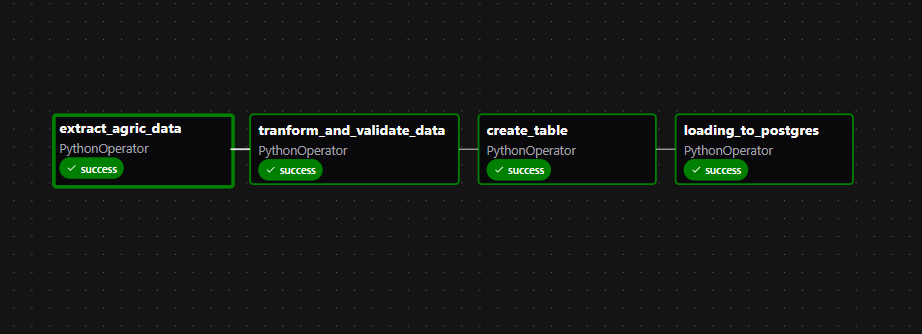 extract_agric_data
PythonOperator
success
tranform_and_validate_data
PythonOperator
success
create_table
PythonOperator
success
loading_to_postgres
PythonOperator
success